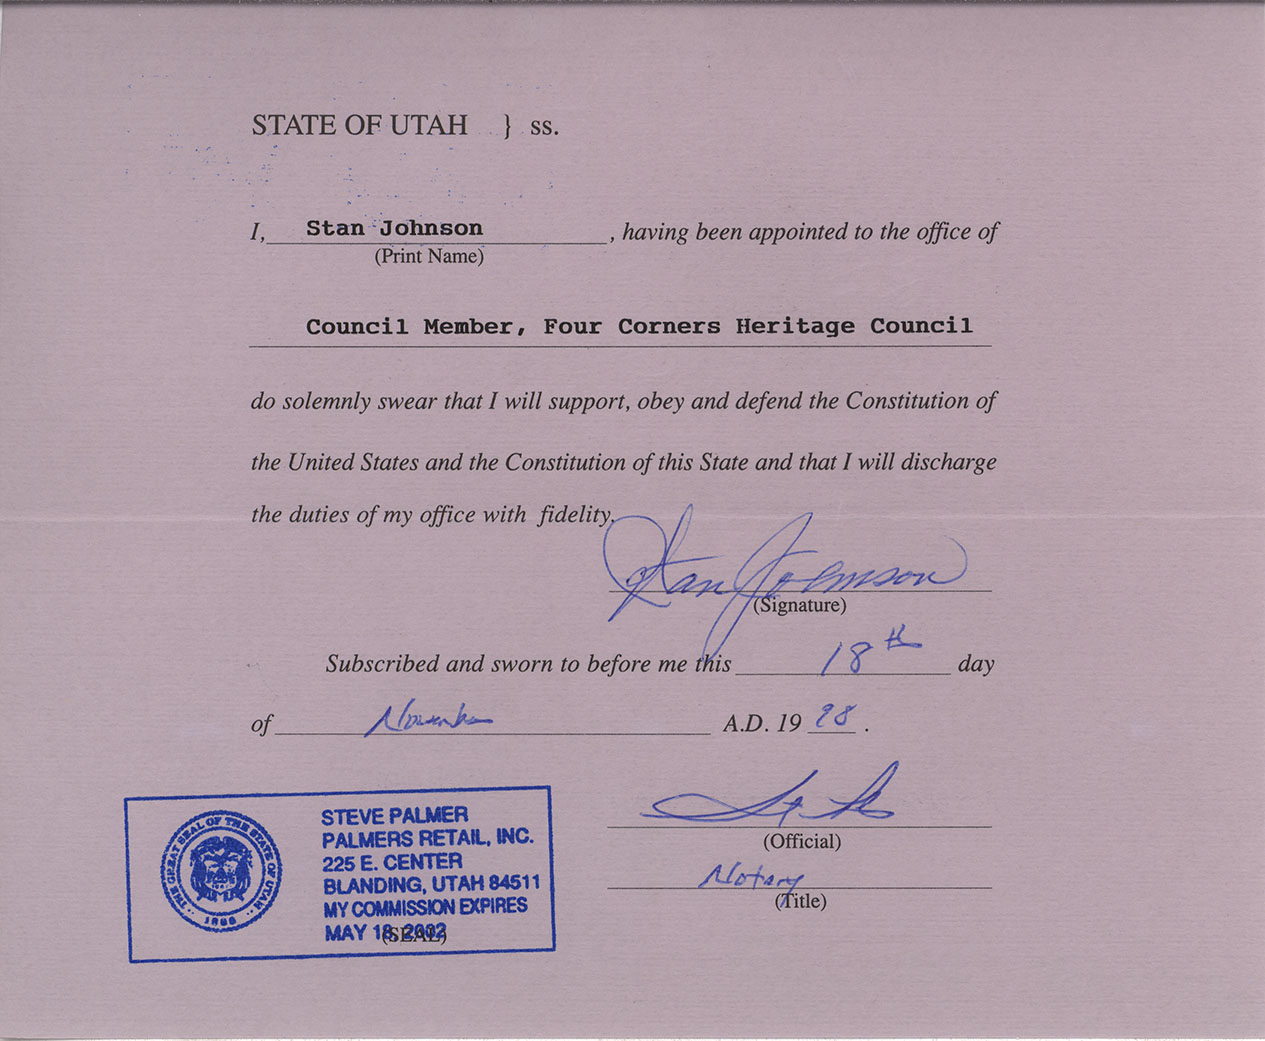 STATE OF UTAH } ss.
I, Stan Johnson, having been appointed to the office of
(Print Name)
Council Member, Four Corners Heritage Council
do solemnly swear that I will support, obey and defend the Constitution of
the United States and the Constitution of this State and that I will discharge
the duties of my office with fidelity.
Stan Johnson
(Signature)
Subscribed and sworn to before me this 18th day
of November A.D. 19 98.
(Official)
Notary
(Title)
THE GREAT SEAL OF THE STATE OF UTAH
STEVE PALMER
PALMERS RETAIL, INC.
225 E. CENTER
BLANDING, UTAH 84511
MY COMMISSION EXPIRES
MAY 18, 2002
(SEAL)